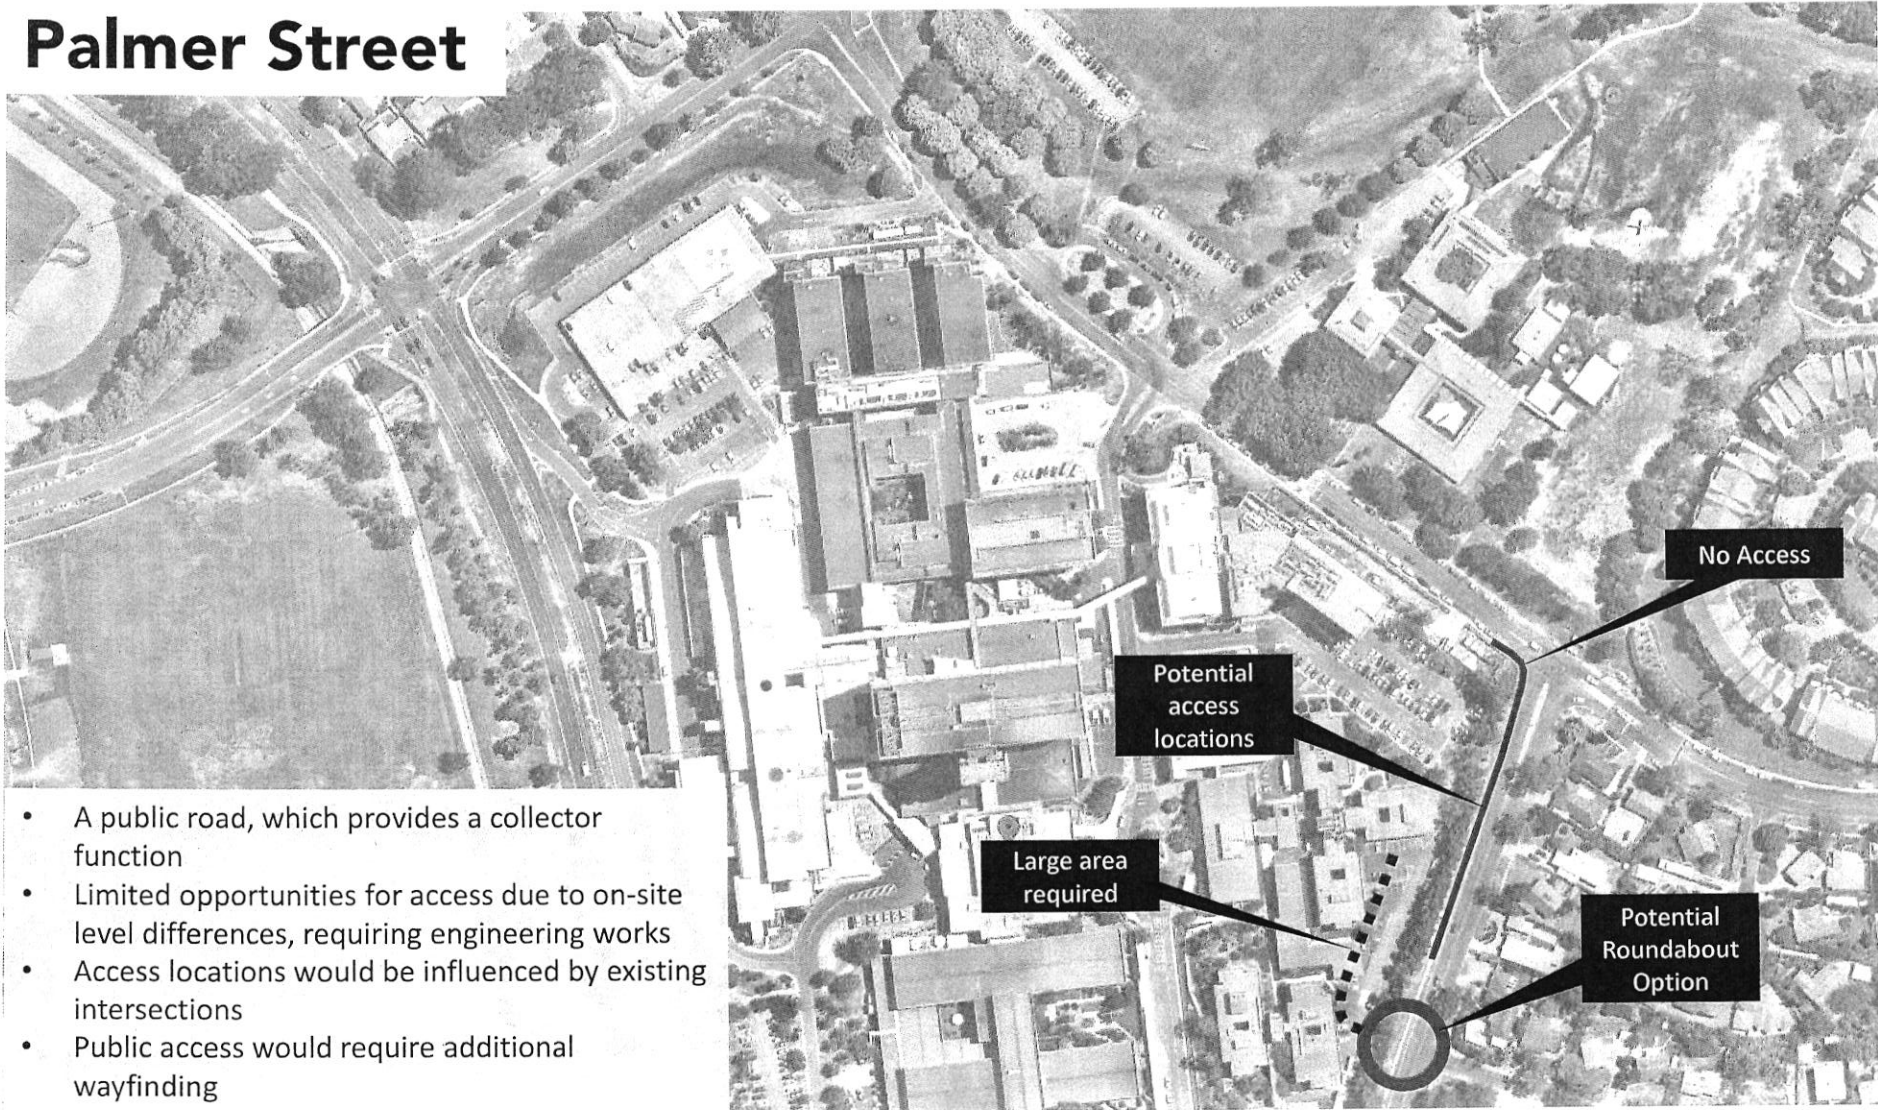 Palmer Street
No Access
Potential
access
locations
Large area
required
Potential
Roundabout
Option
• A public road, which provides a collector
function
• Limited opportunities for access due to on-site
level differences, requiring engineering works
• Access locations would be influenced by existing
intersections
• Public access would require additional
wayfinding